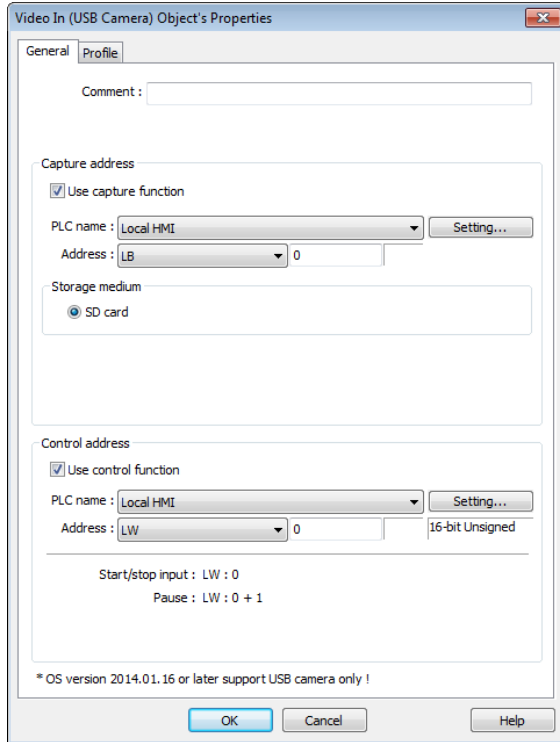 Video In (USB Camera) Object's Properties
General Profile
Comment :
Capture address
Use capture function
PLC name : Local HMI Setting...
Address : LB 0
Storage medium
SD card
Control address
Use control function
PLC name : Local HMI Setting...
Address : LW 0 16-bit Unsigned
Start/stop input : LW : 0
Pause : LW : 0 + 1
* OS version 2014.01.16 or later support USB camera only !
OK Cancel Help